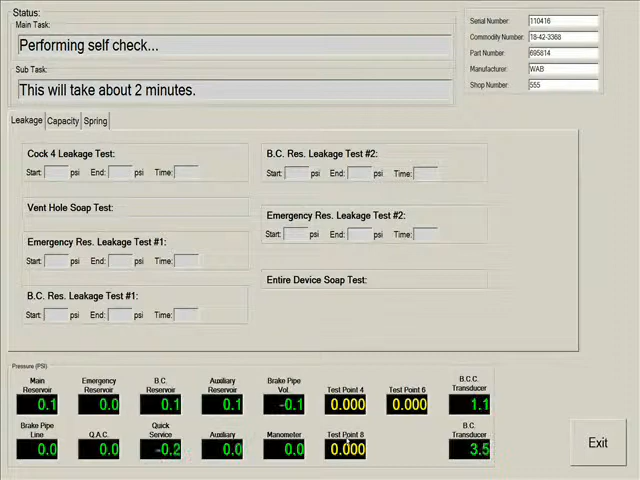 Status:
Main Task:
Performing self check...
Sub Task:
This will take about 2 minutes.
Serial Number: 110416
Commodity Number: 18-42-3368
Part Number: 695814
Manufacturer: WAB
Shop Number: 555
Leakage Capacity Spring
Cock 4 Leakage Test:
Start: psi End: psi Time:
Vent Hole Soap Test:
Emergency Res. Leakage Test #1:
Start: psi End: psi Time:
B.C. Res. Leakage Test #1:
Start: psi End: psi Time:
B.C. Res. Leakage Test #2:
Start: psi End: psi Time:
Emergency Res. Leakage Test #2:
Start: psi End: psi Time:
Entire Device Soap Test:
Pressure (PSI)
Main Reservoir 0.1
Emergency Reservoir 0.0
B.C. Reservoir 0.1
Auxiliary Reservoir 0.1
Brake Pipe Vol. -0.1
Test Point 4 0.000
Test Point 6 0.000
B.C.C. Transducer 1.1
Brake Pipe Line 0.0
Q.A.C. 0.0
Quick Service -0.2
Auxiliary 0.0
Manometer 0.0
Test Point 8 0.000
B.C. Transducer 3.5
Exit